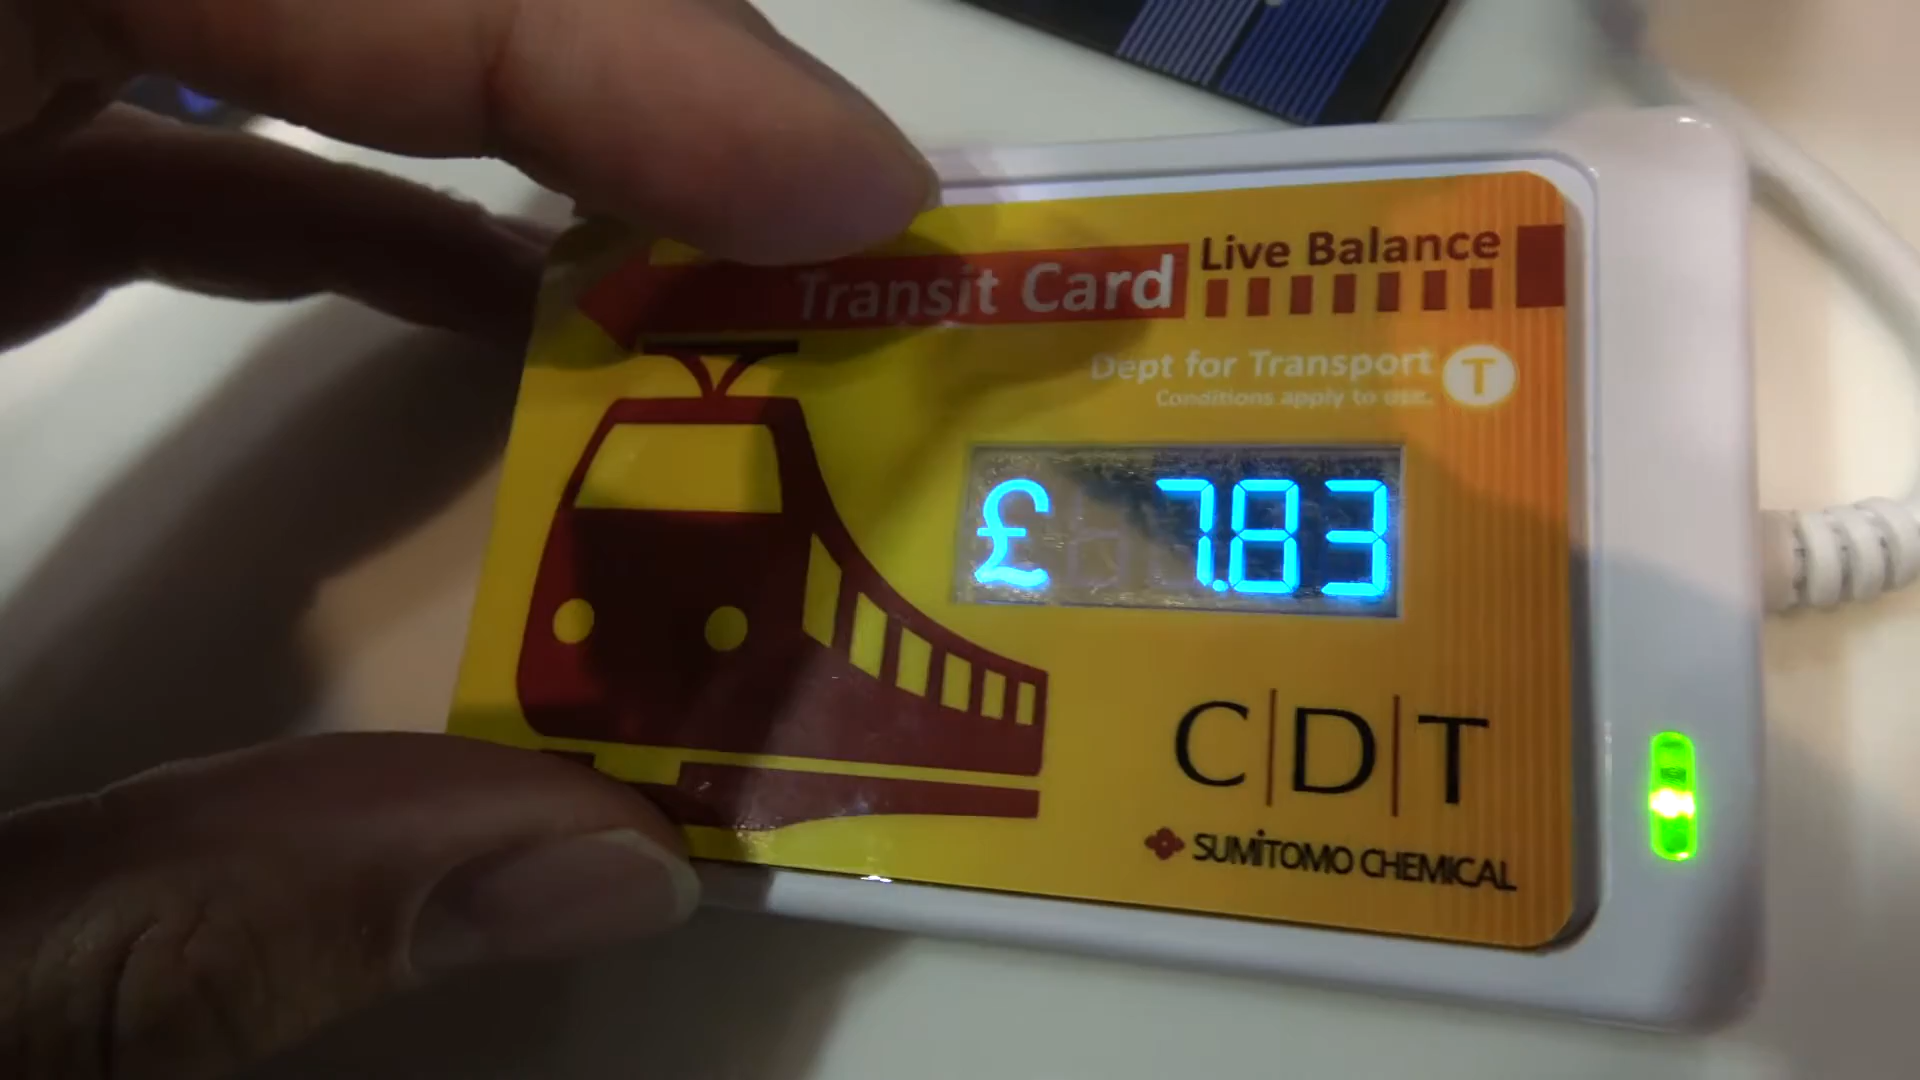 Transit Card
Live Balance
Dept for Transport T
Conditions apply to use.
£ 7.83
C|D|T
SUMITOMO CHEMICAL